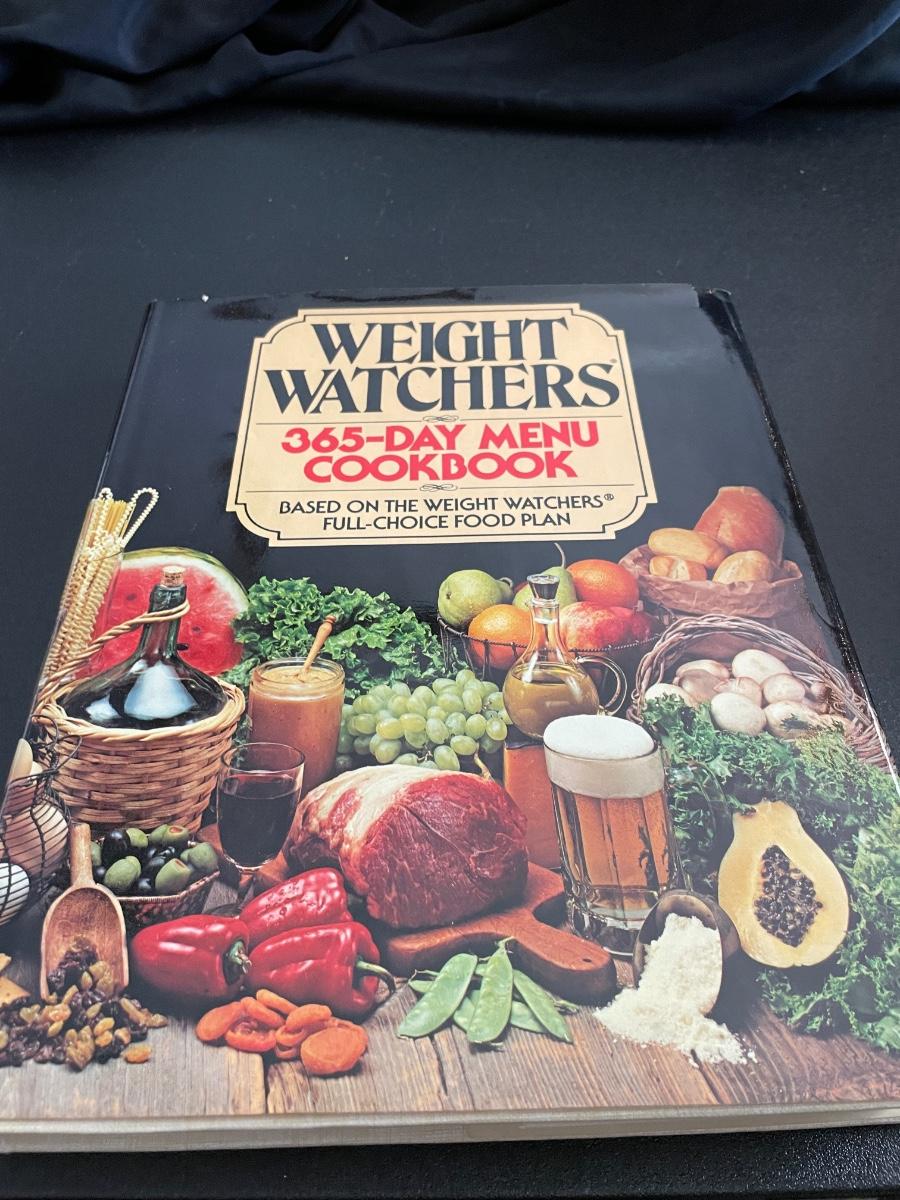 WEIGHT
WATCHERS®
365-DAY MENU
COOKBOOK
BASED ON THE WEIGHT WATCHERS®
FULL-CHOICE FOOD PLAN